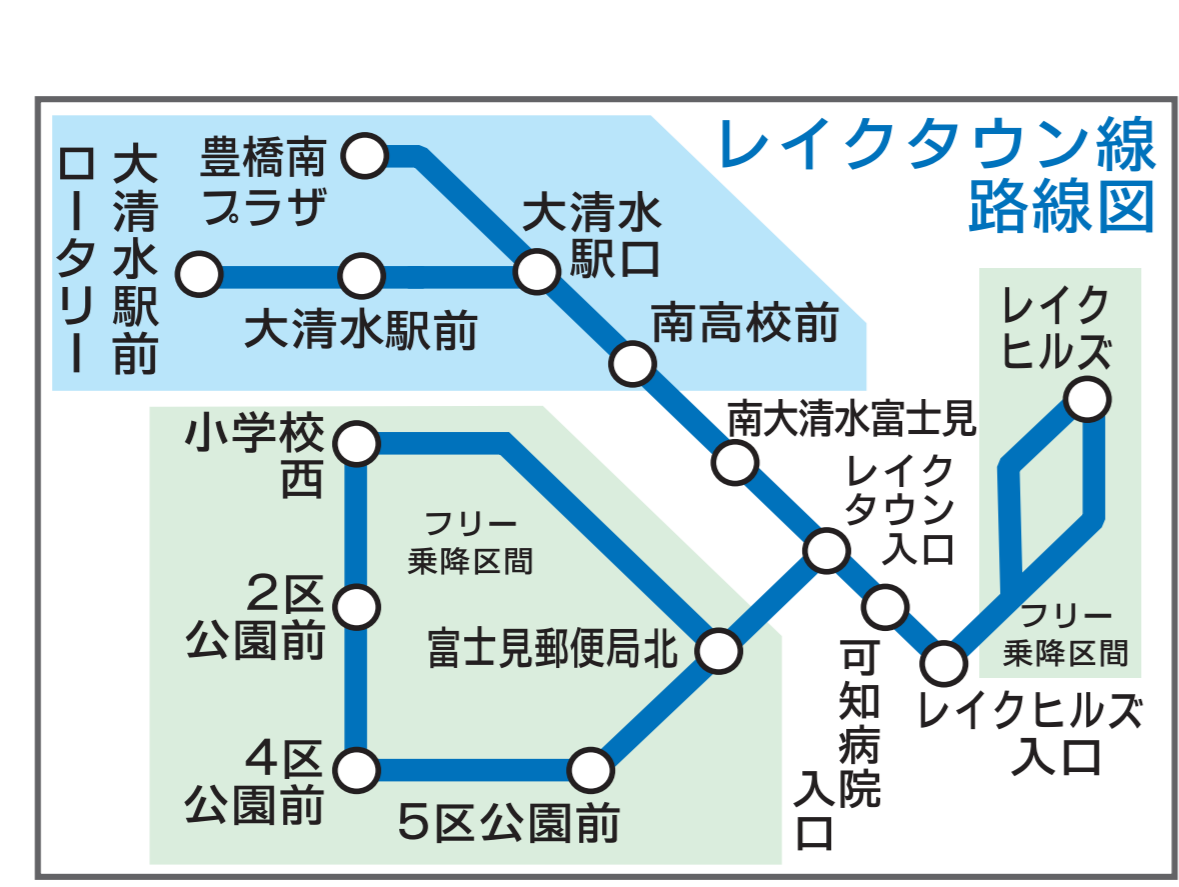 レイクタウン線
路線図
大清水駅前
ロータリー
豊橋南
プラザ
大清水
駅口
大清水駅前
南高校前
南大清水富士見
レイク
タウン
入口
レイク
ヒルズ
フリー
乗降区間
レイクヒルズ
入口
可知病院
入口
小学校
西
フリー
乗降区間
2区
公園前
富士見郵便局北
4区
公園前
5区公園前